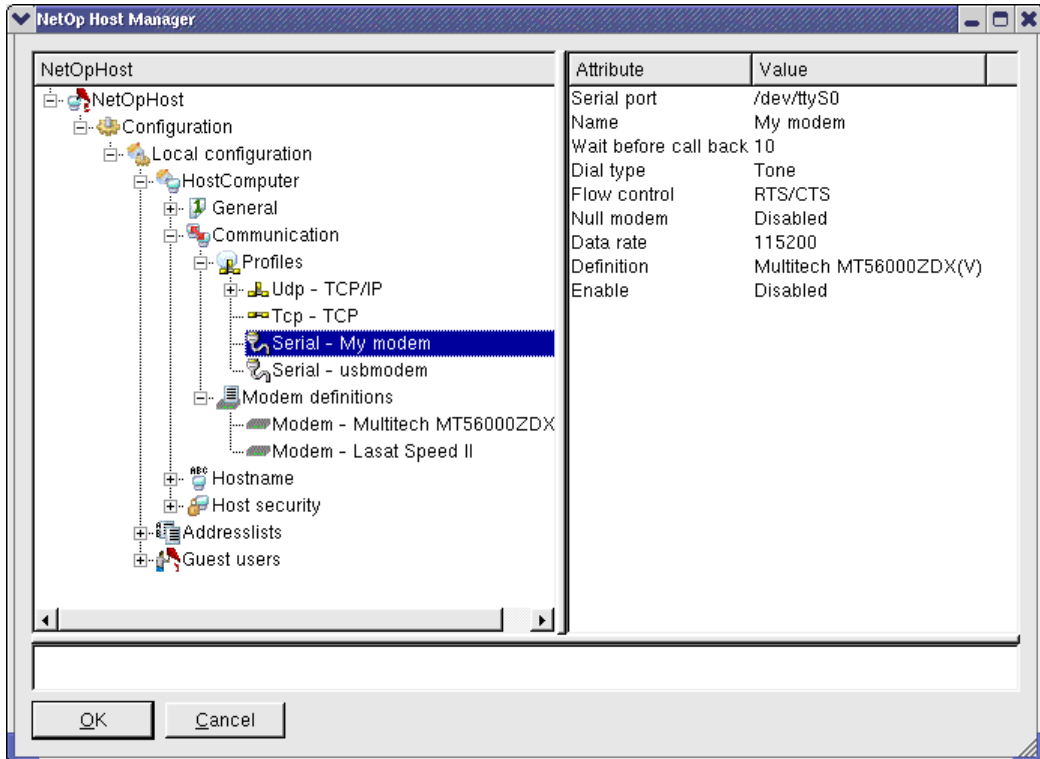 NetOp Host Manager
NetOpHost
NetOpHost
Configuration
Local configuration
HostComputer
General
Communication
Profiles
Udp - TCP/IP
Tcp - TCP
Serial - My modem
Serial - usbmodem
Modem definitions
Modem - Multitech MT56000ZDX
Modem - Lasat Speed II
ABC Hostname
Host security
Addresslists
Guest users
Attribute Value
Serial port /dev/ttyS0
Name My modem
Wait before call back 10
Dial type Tone
Flow control RTS/CTS
Null modem Disabled
Data rate 115200
Definition Multitech MT56000ZDX(V)
Enable Disabled
OK Cancel